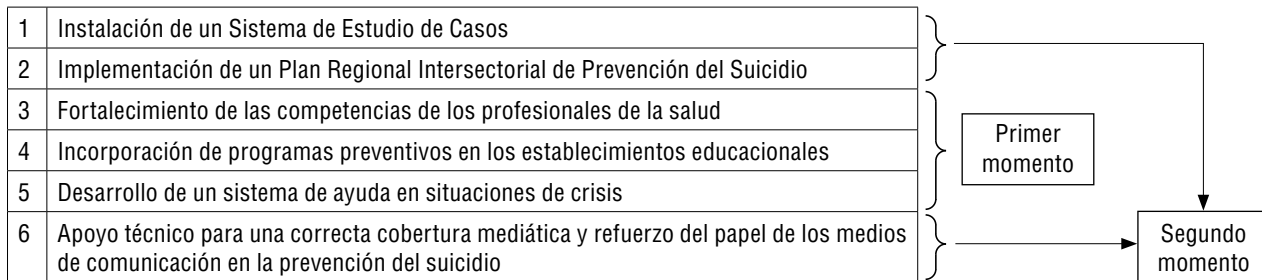 1 Instalación de un Sistema de Estudio de Casos
2 Implementación de un Plan Regional Intersectorial de Prevención del Suicidio
3 Fortalecimiento de las competencias de los profesionales de la salud
4 Incorporación de programas preventivos en los establecimientos educacionales
5 Desarrollo de un sistema de ayuda en situaciones de crisis
6 Apoyo técnico para una correcta cobertura mediática y refuerzo del papel de los medios
de comunicación en la prevención del suicidio
Primer
momento
Segundo
momento